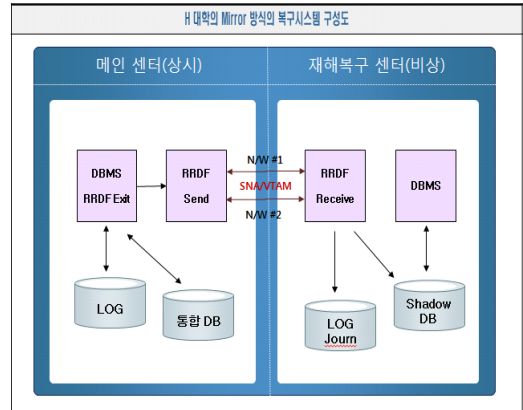 H 대학의 Mirror 방식의 복구시스템 구성도
메인 센터(상시)
재해복구 센터(비상)
DBMS
RRDF Exit
RRDF
Send
N/W #1
SNA/VTAM
N/W #2
RRDF
Receive
DBMS
LOG
통합 DB
LOG
Journ
Shadow
DB